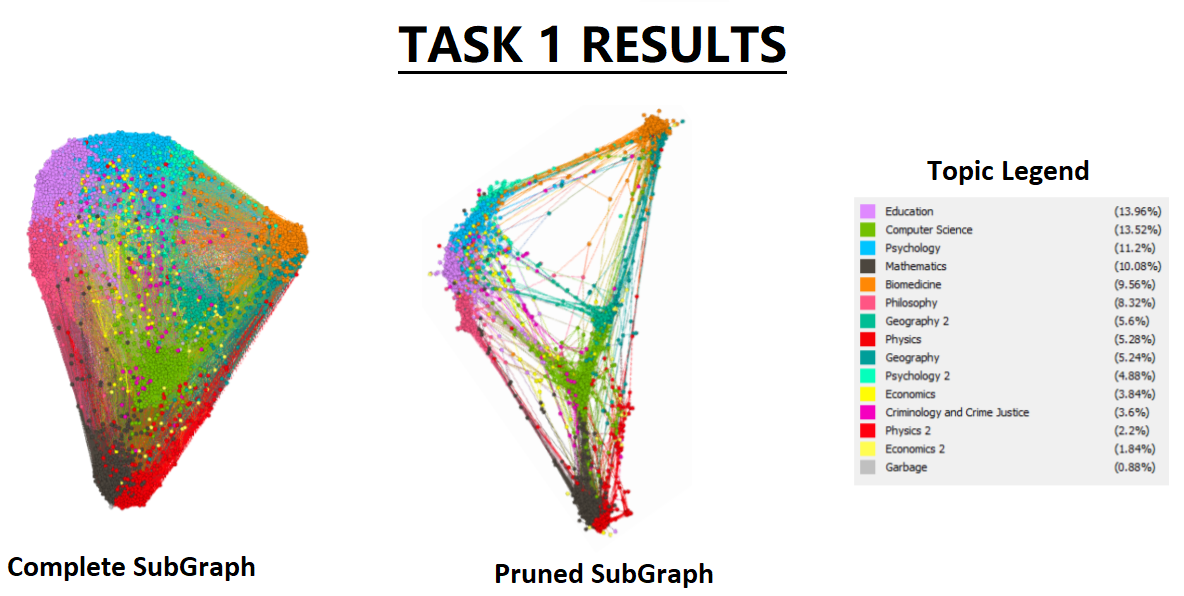 TASK 1 RESULTS
Topic Legend
Education (13.96%)
Computer Science (13.52%)
Psychology (11.2%)
Mathematics (10.08%)
Biomedicine (9.56%)
Philosophy (8.32%)
Geography 2 (5.6%)
Physics (5.28%)
Geography (5.24%)
Psychology 2 (4.88%)
Economics (3.84%)
Criminology and Crime Justice (3.6%)
Physics 2 (2.2%)
Economics 2 (1.84%)
Garbage (0.88%)
Complete SubGraph
Pruned SubGraph